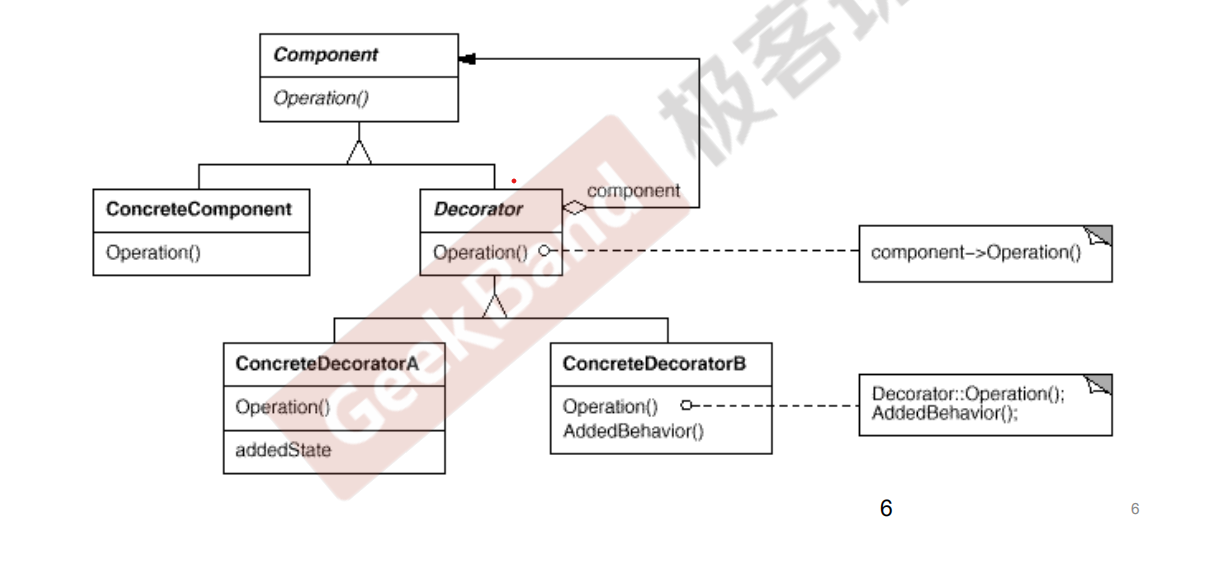 Component
Operation()
极客班
component
ConcreteComponent
Operation()
Decorator
Operation()
component->Operation()
GeekBand
ConcreteDecoratorA
Operation()
addedState
ConcreteDecoratorB
Operation()
AddedBehavior()
Decorator::Operation();
AddedBehavior();
6
6